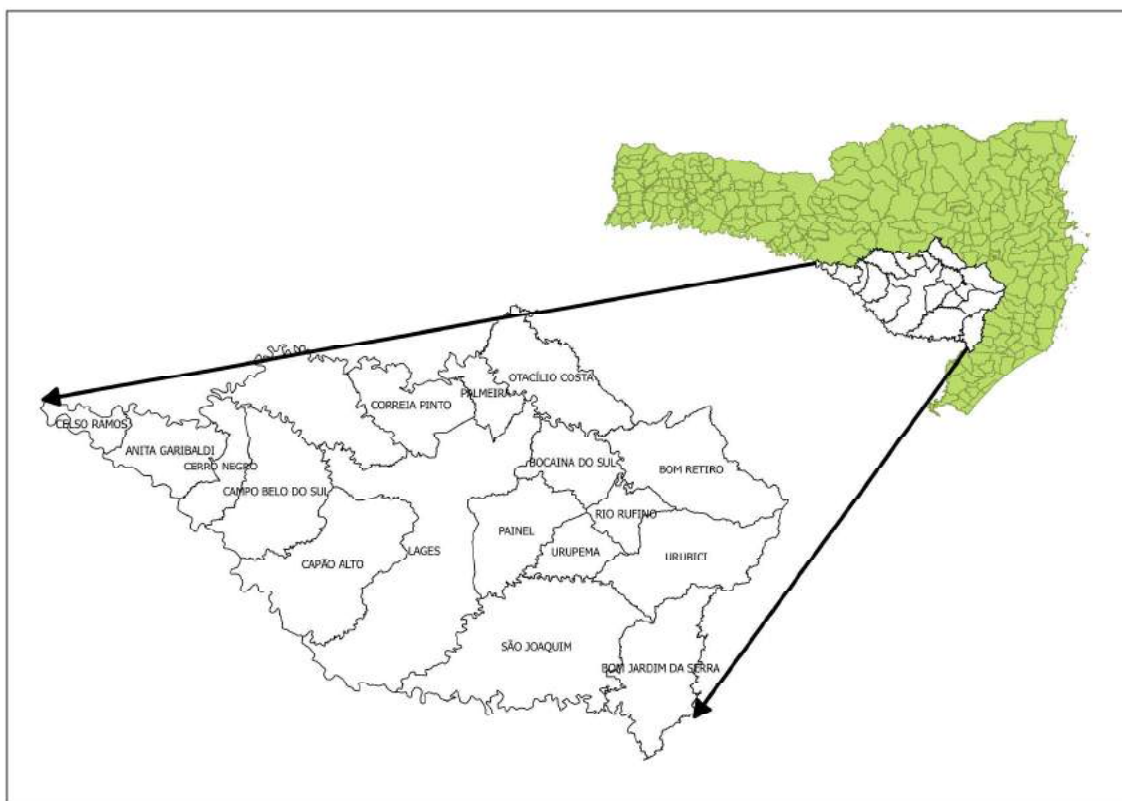 OTACÍLIO COSTA
PALMEIRA
CORREIA PINTO
CELSO RAMOS
ANITA GARIBALDI
CERRO NEGRO
BOCAINA DO SUL
BOM RETIRO
CAMPO BELO DO SUL
RIO RUFINO
PAINEL
LAGES
URUPEMA
URUBICI
CAPÃO ALTO
SÃO JOAQUIM
BOM JARDIM DA SERRA